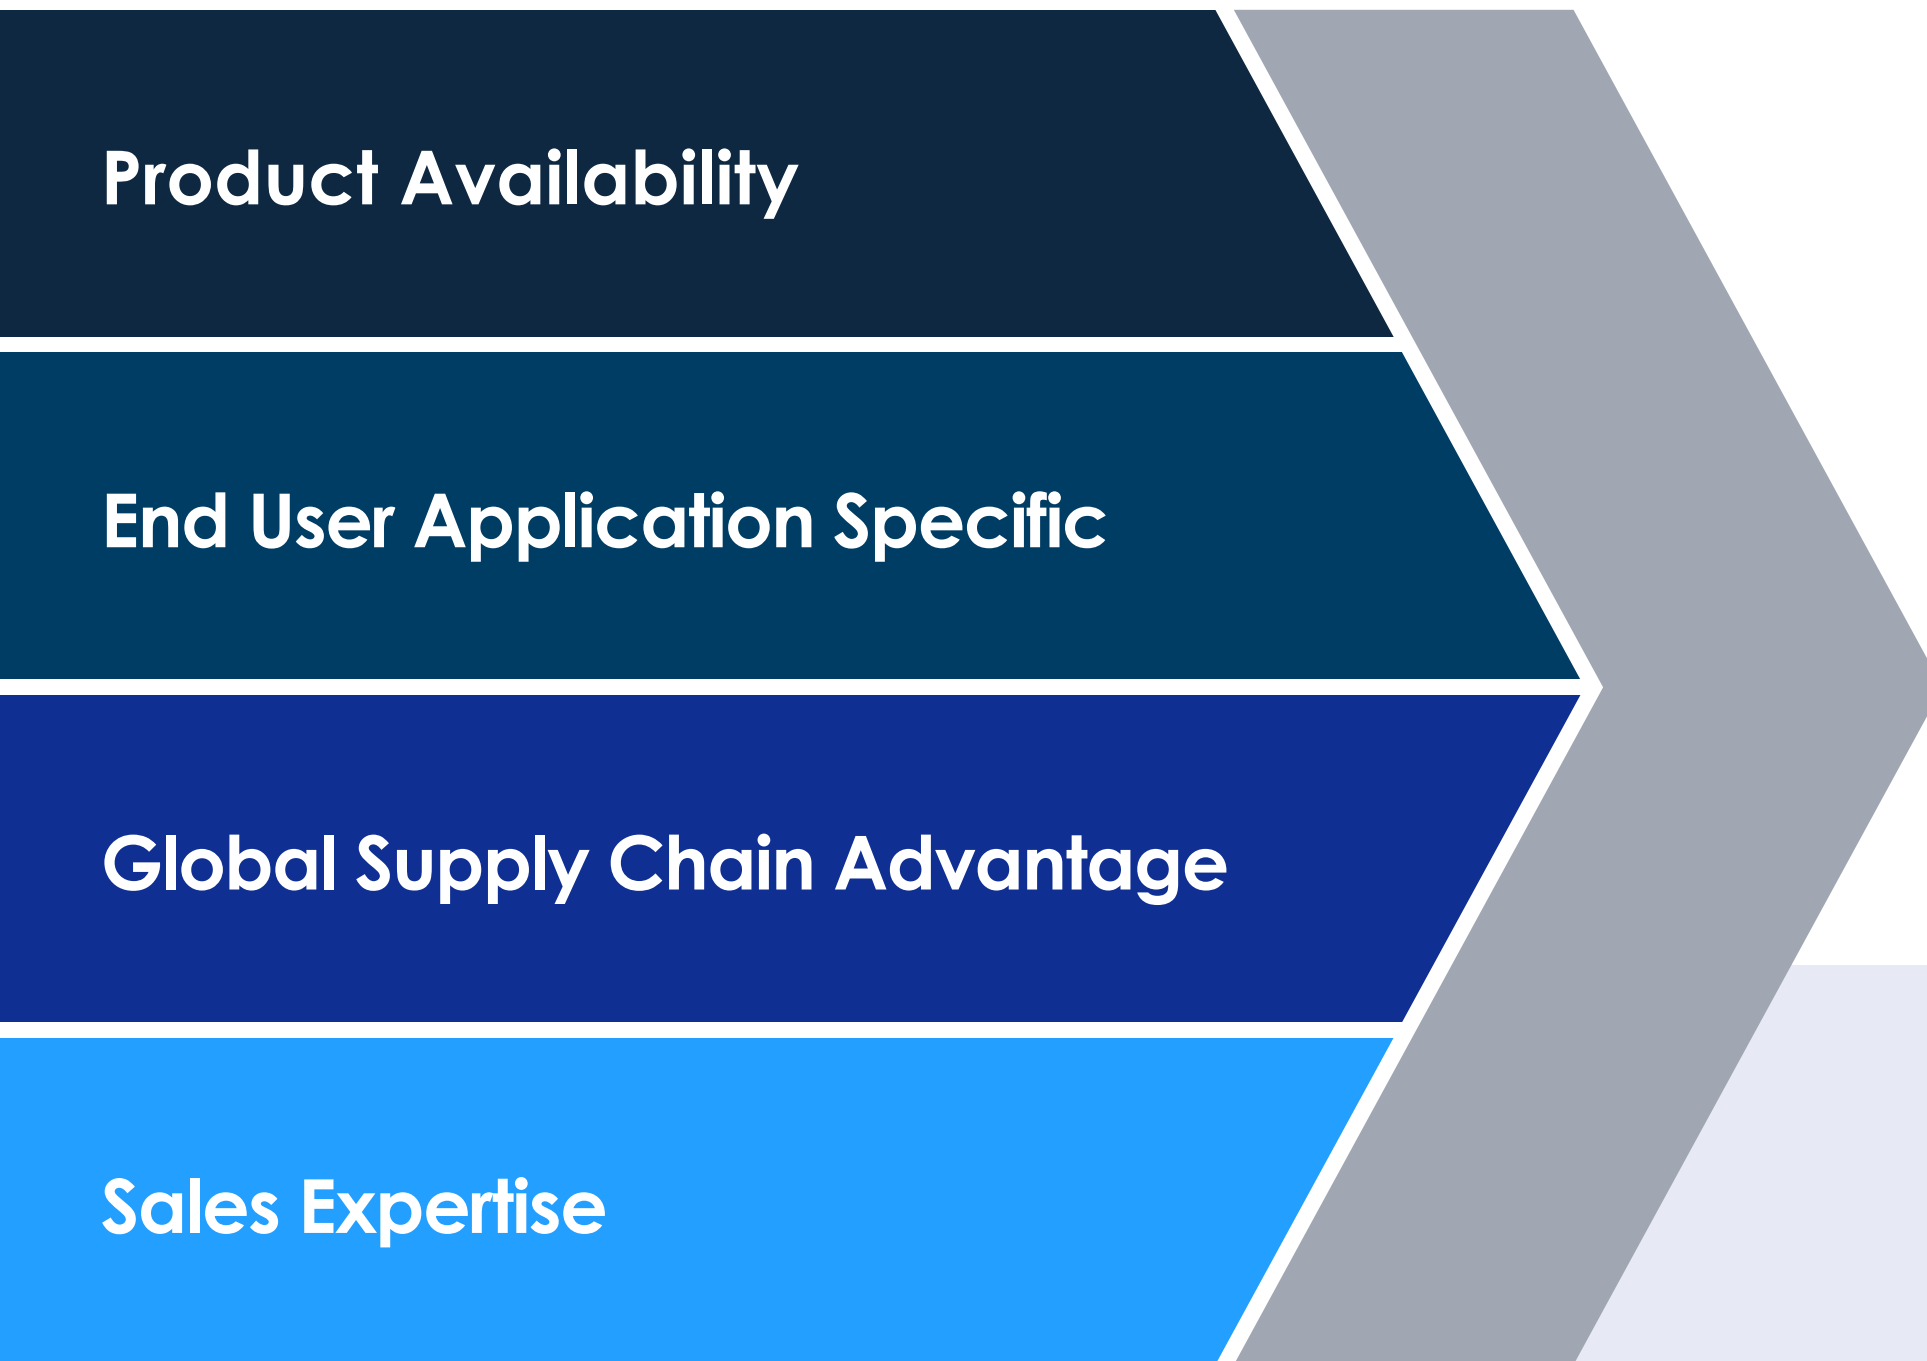 Product Availability
End User Application Specific
Global Supply Chain Advantage
Sales Expertise